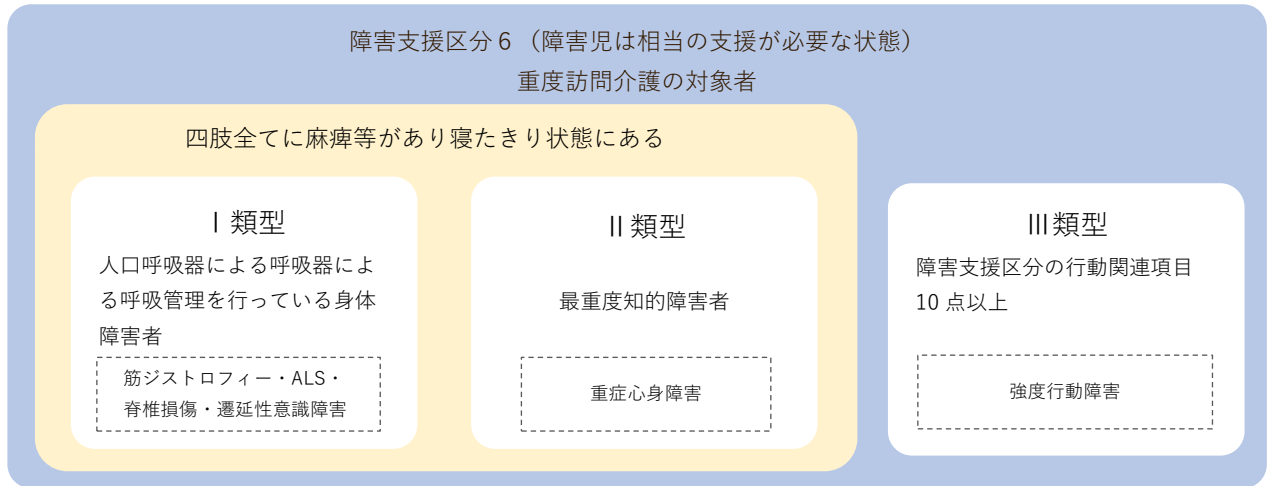 障害支援区分６（障害児は相当の支援が必要な状態）
重度訪問介護の対象者
四肢全てに麻痺等があり寝たきり状態にある
Ⅰ類型
人口呼吸器による呼吸器によ
る呼吸管理を行っている身体
障害者
筋ジストロフィー・ALS・
脊椎損傷・遷延性意識障害
Ⅱ類型
最重度知的障害者
重症心身障害
Ⅲ類型
障害支援区分の行動関連項目
10 点以上
強度行動障害